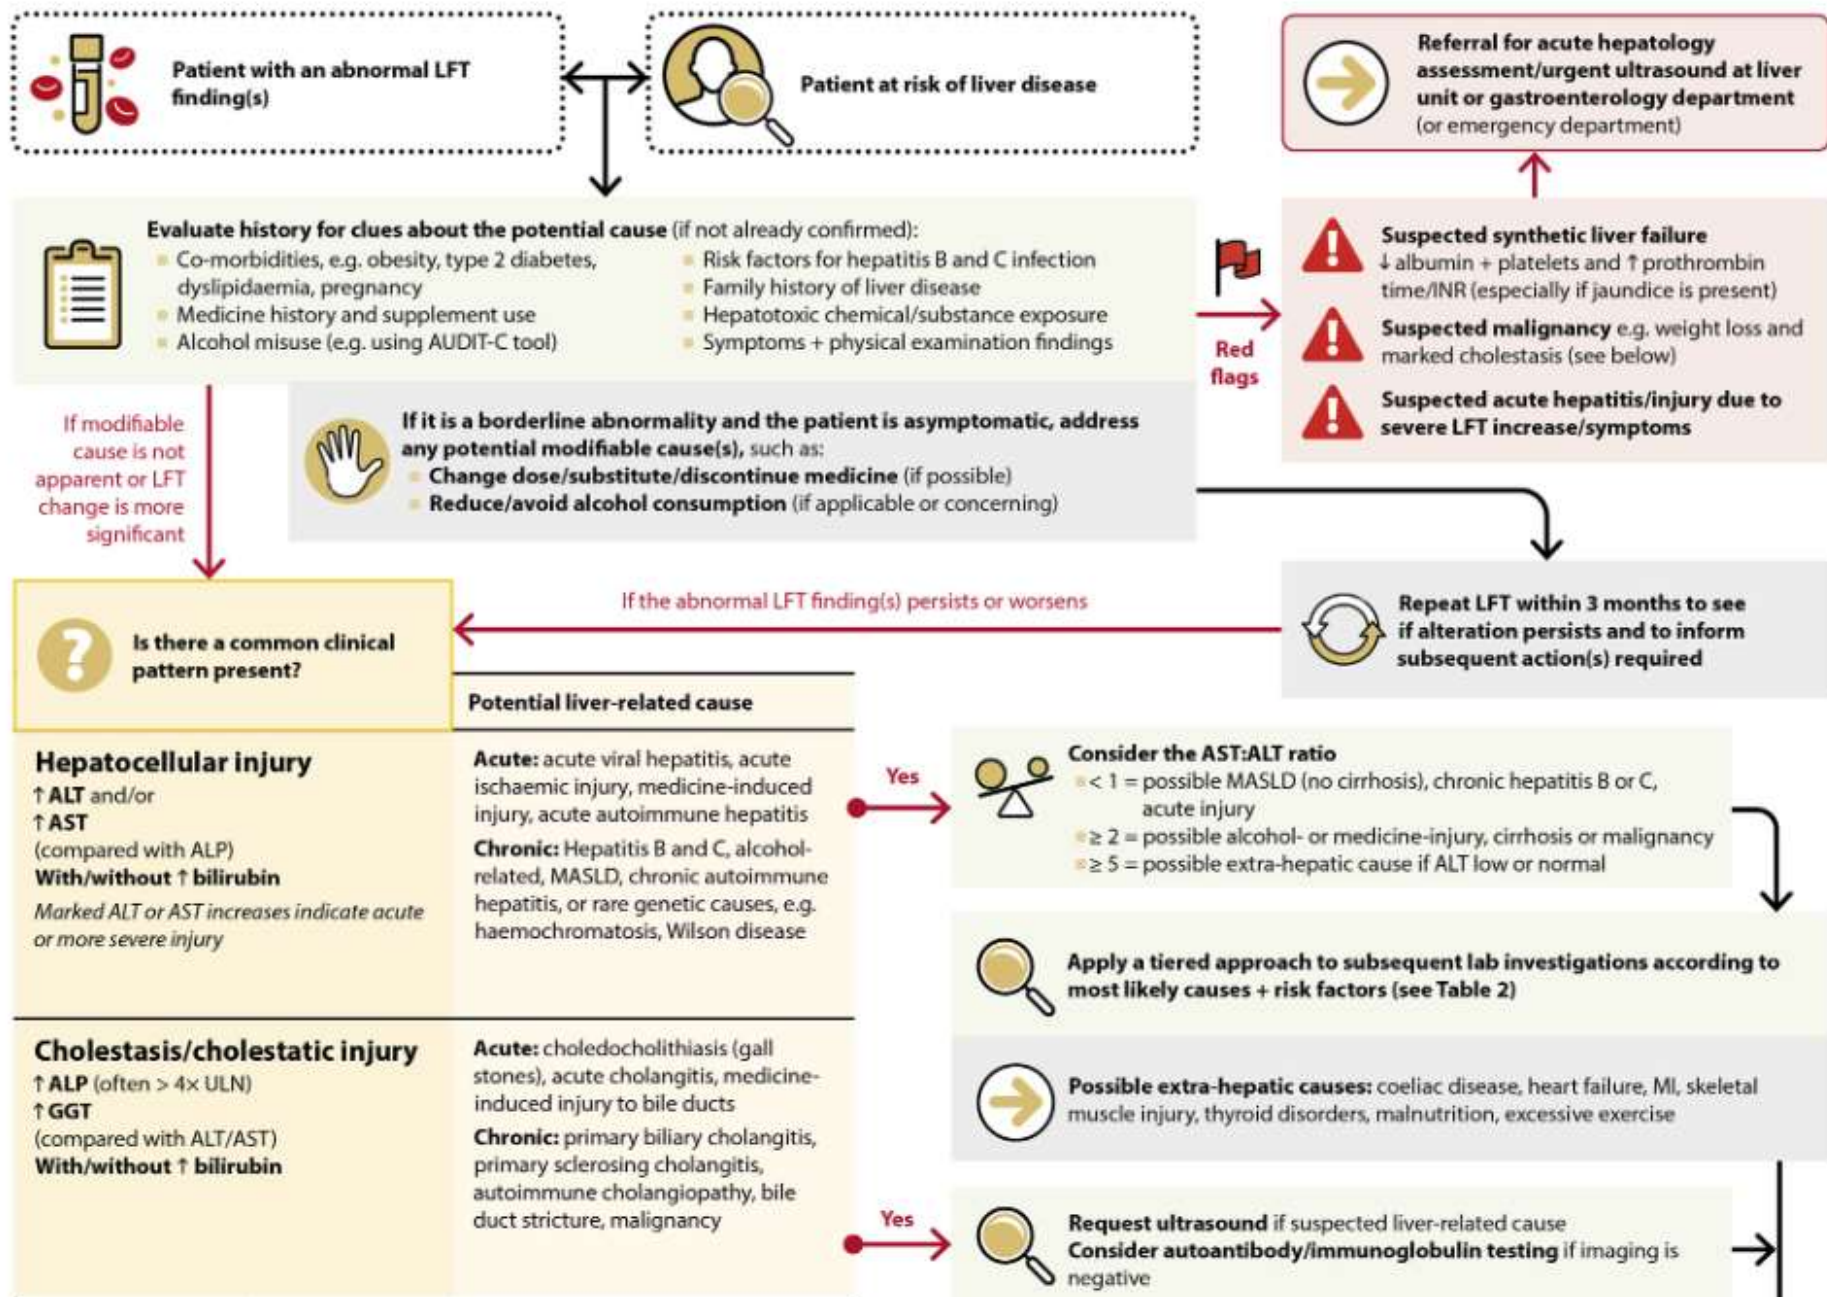 Patient with an abnormal LFT
finding(s)
Patient at risk of liver disease
Referral for acute hepatology
assessment/urgent ultrasound at liver
unit or gastroenterology department
(or emergency department)
Evaluate history for clues about the potential cause (if not already confirmed):
Co-morbidities, e.g. obesity, type 2 diabetes,
dyslipidaemia, pregnancy
Medicine history and supplement use
Alcohol misuse (e.g. using AUDIT-C tool)
Risk factors for hepatitis B and C infection
Family history of liver disease
Hepatotoxic chemical/substance exposure
Symptoms + physical examination findings
Red
flags
Suspected synthetic liver failure
↓ albumin + platelets and ↑ prothrombin
time/INR (especially if jaundice is present)
Suspected malignancy e.g. weight loss and
marked cholestasis (see below)
Suspected acute hepatitis/injury due to
severe LFT increase/symptoms
If modifiable
cause is not
apparent or LFT
change is more
significant
If it is a borderline abnormality and the patient is asymptomatic, address
any potential modifiable cause(s), such as:
Change dose/substitute/discontinue medicine (if possible)
Reduce/avoid alcohol consumption (if applicable or concerning)
If the abnormal LFT finding(s) persists or worsens
Repeat LFT within 3 months to see
if alteration persists and to inform
subsequent action(s) required
?
Is there a common clinical
pattern present?
Potential liver-related cause
Hepatocellular injury
↑ ALT and/or
↑ AST
(compared with ALP)
With/without ↑ bilirubin
Marked ALT or AST increases indicate acute
or more severe injury
Acute: acute viral hepatitis, acute
ischaemic injury, medicine-induced
injury, acute autoimmune hepatitis
Chronic: Hepatitis B and C, alcohol-
related, MASLD, chronic autoimmune
hepatitis, or rare genetic causes, e.g.
haemochromatosis, Wilson disease
Yes
Consider the AST:ALT ratio
< 1 = possible MASLD (no cirrhosis), chronic hepatitis B or C,
acute injury
≥ 2 = possible alcohol- or medicine-injury, cirrhosis or malignancy
≥ 5 = possible extra-hepatic cause if ALT low or normal
Apply a tiered approach to subsequent lab investigations according to
most likely causes + risk factors (see Table 2)
Possible extra-hepatic causes: coeliac disease, heart failure, MI, skeletal
muscle injury, thyroid disorders, malnutrition, excessive exercise
Cholestasis/cholestatic injury
↑ ALP (often > 4× ULN)
↑ GGT
(compared with ALT/AST)
With/without ↑ bilirubin
Acute: choledocholithiasis (gall
stones), acute cholangitis, medicine-
induced injury to bile ducts
Chronic: primary biliary cholangitis,
primary sclerosing cholangitis,
autoimmune cholangiopathy, bile
duct stricture, malignancy
Yes
Request ultrasound if suspected liver-related cause
Consider autoantibody/immunoglobulin testing if imaging is
negative